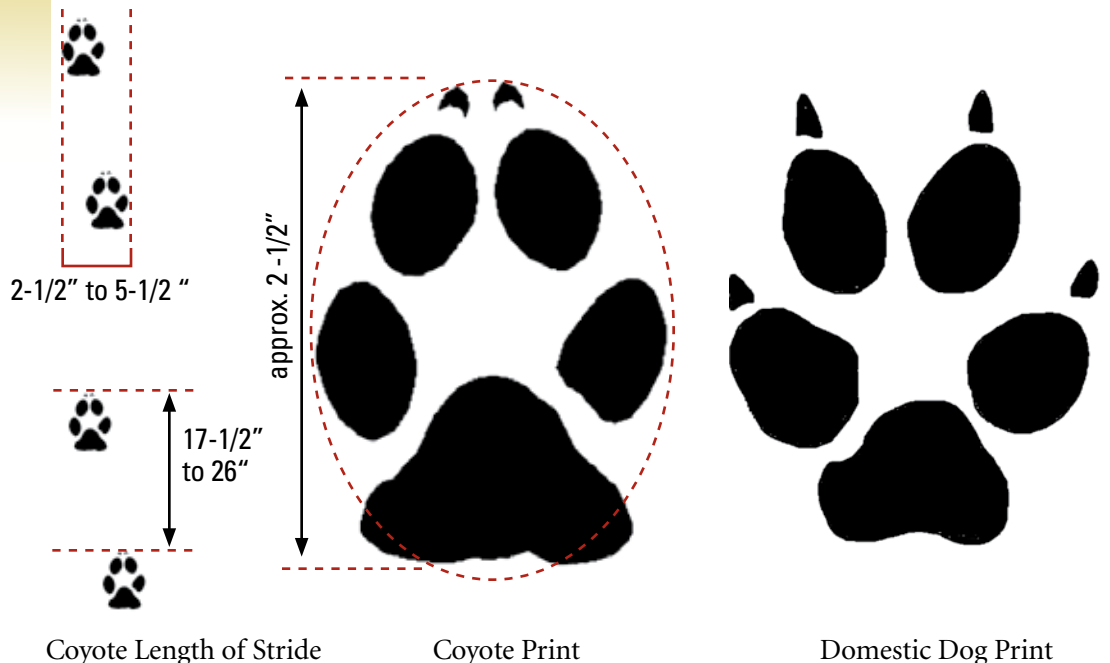 2-1/2” to 5-1/2 “
17-1/2”
to 26“
approx. 2 -1/2”
Coyote Length of Stride
Coyote Print
Domestic Dog Print